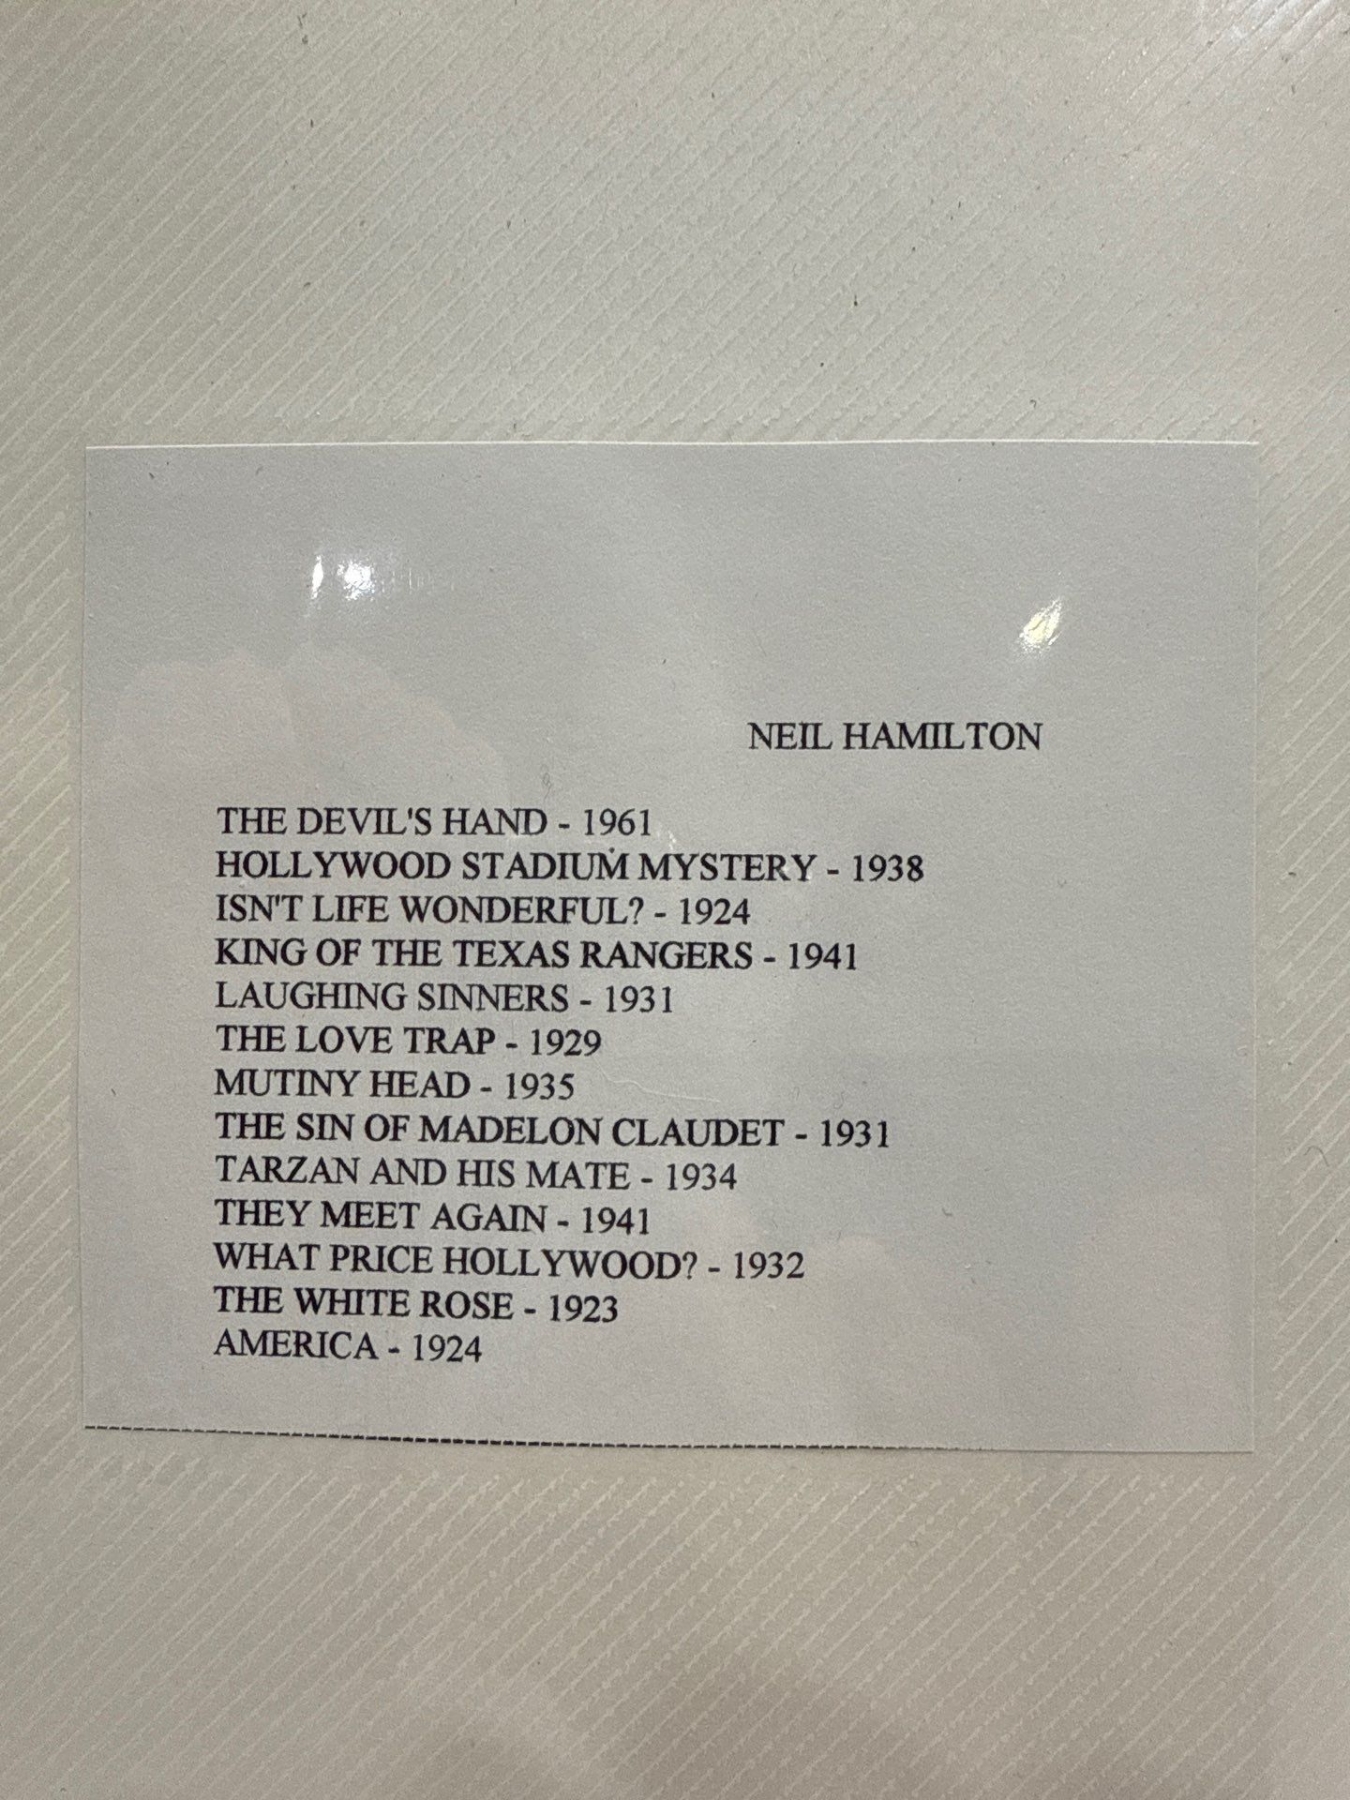 NEIL HAMILTON
THE DEVIL'S HAND - 1961
HOLLYWOOD STADIUM MYSTERY - 1938
ISN'T LIFE WONDERFUL? - 1924
KING OF THE TEXAS RANGERS - 1941
LAUGHING SINNERS - 1931
THE LOVE TRAP - 1929
MUTINY HEAD - 1935
THE SIN OF MADELON CLAUDET - 1931
TARZAN AND HIS MATE - 1934
THEY MEET AGAIN - 1941
WHAT PRICE HOLLYWOOD? - 1932
THE WHITE ROSE - 1923
AMERICA - 1924